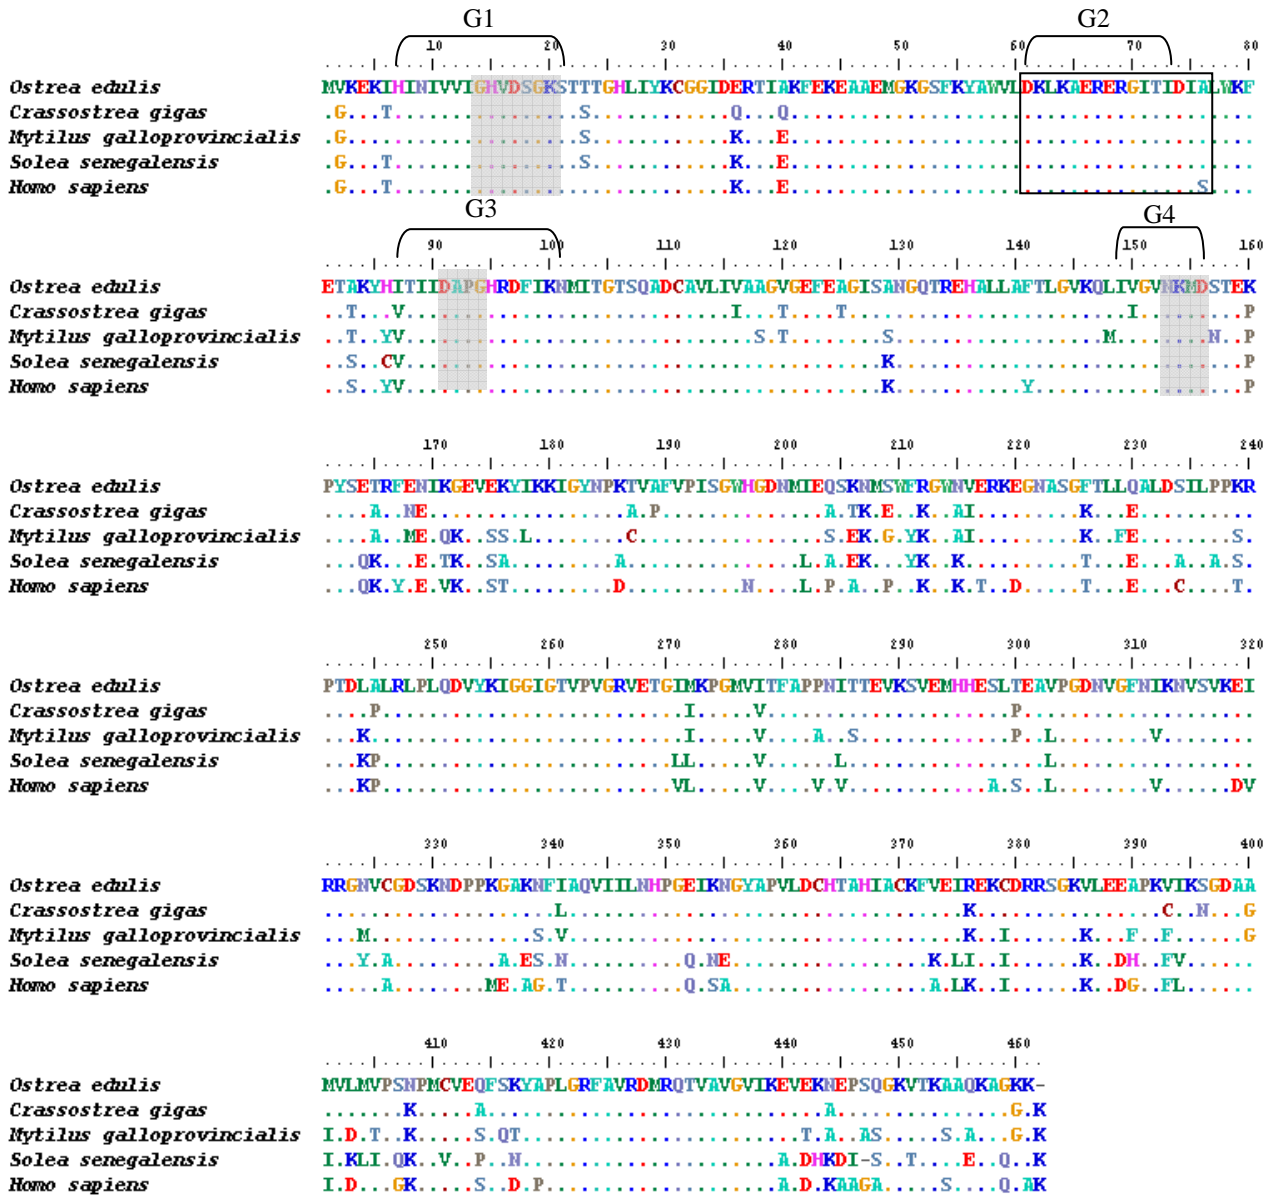 G1 G2
10 20 30 40 50 60 70 80
Ostrea edulis MVKEKIHINIVVIGHVDSGKSTTTGHLIYKCGGIDERTIAKFEKEAAEMGKGSFKYAWVLDKLKAERERGITIDIALWKF
Crassostrea gigas .G...T................S............Q...Q........................................
Mytilus galloprovincialis .G....................S............K...E........................................
Solea senegalensis .G...T................S............K...E........................................
Homo sapiens .G...T.............................K...E...................................S....
G3 G4
90 100 110 120 130 140 150 160
Ostrea edulis ETAKYHITIIDAPGHRDFIKNMITGTSQADCAVLIVAAGVGEFEAGISANGQTREHALLAFTLGVKQLIVGVNKMDSTEK
Crassostrea gigas ..T...V............................I...T....T........................I.........P
Mytilus galloprovincialis ..T..YV..............................S.T........S..................M........N..P
Solea senegalensis ..S..CV.........................................K..............................P
Homo sapiens ..S..YV.........................................K...........Y..................P
170 180 190 200 210 220 230 240
Ostrea edulis PYSETRFENIKGEVEKYIKKIGYNPKTVAFVPISGWHGDNMIEQSKNMSWFRGWNVERKEGNASGFTLLQALDSILPPKR
Crassostrea gigas ....A..NE.................A.P..............A.TK.E..K..AI.........K...E..........
Mytilus galloprovincialis ....A..ME.QK..SS.L........C................S.EK.G.YK..AI.........K..FE........S.
Solea senegalensis ...QK...E.TK..SA.........A...............L.A.EK...YK..K..........T...E...A..A.S.
Homo sapiens ...QK.Y.E.VK..ST.........D..........N....L.P.A..P..K..K.T..D.....T...E...C....T.
250 260 270 280 290 300 310 320
Ostrea edulis PTDLALRLPLQDVYKIGGIGTVPVGRVETGIMKPGMVITFAPPNITTEVKSVEMHHESLTEAVPGDNVGFNIKNVSVKEI
Crassostrea gigas ....P..........................I.....V.....................P....................
Mytilus galloprovincialis ...K...........................I.....V....A..S.............P..L........V........
Solea senegalensis ...KP.........................LL.....V......L.................L.................
Homo sapiens ...KP.........................VL.....V....V.V............A.S..L........V......DV
330 340 350 360 370 380 390 400
Ostrea edulis RRGNVCGDSKNDPPKGAKNFIAQVIILNHPGEIKNGYAPVLDCHTAHIACKFVEIREKCDRRSGKVLEEAPKVIKSGDAA
Crassostrea gigas ....................L..................................K................C..N...G
Mytilus galloprovincialis ...M..............S.V..................................K..I......K...F..F......G
Solea senegalensis ...Y.A.........A.ES.N..........Q.NE.................K.LI..I......K..DH..FV......
Homo sapiens .....A........ME.AG.T..........Q.SA.................A.LK..I......K..DG..FL......
410 420 430 440 450 460
Ostrea edulis MVLMVPSNPMCVEQFSKYAPLGRFAVRDMRQTVAVGVIKEVEKNEPSQGKVTKAAQKAGKK-
Crassostrea gigas .......K.....A.............................A...............G.K
Mytilus galloprovincialis I.D.T..K.....S.QT........................T.A..AS.....S.A...G.K
Solea senegalensis I.KLI.QK..V..P..N......................A.DHKDI-S..T....E..Q..K
Homo sapiens I.D...GK.....S..D.P....................A.D.KAAGA.....S....Q.AK